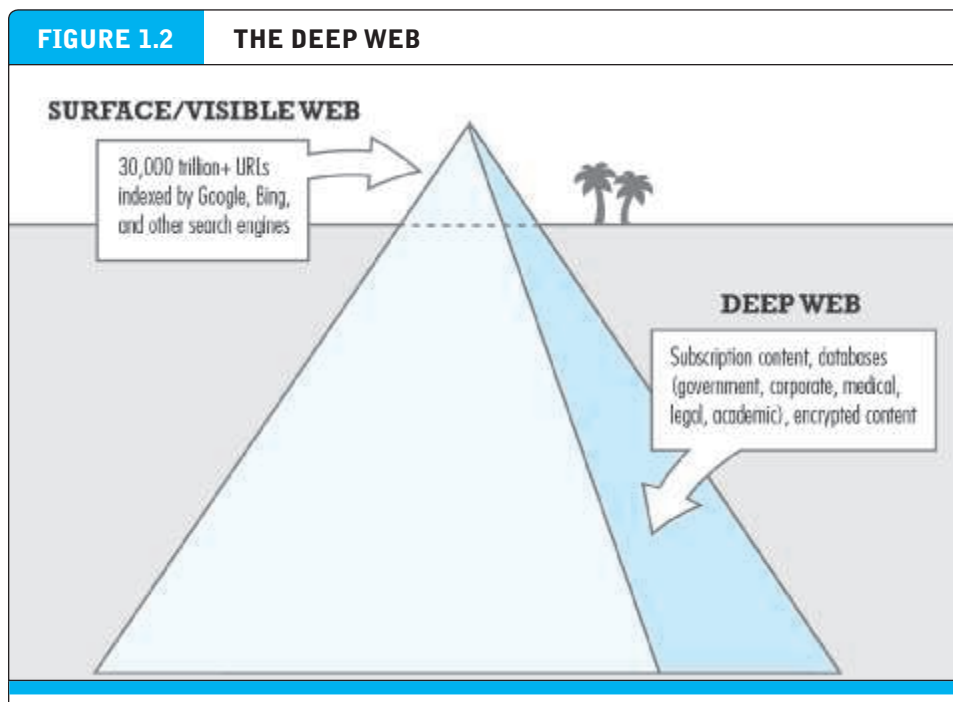 FIGURE 1.2 THE DEEP WEB
SURFACE/VISIBLE WEB
30,000 trillion+ URLs
indexed by Google, Bing,
and other search engines
DEEP WEB
Subscription content, databases
(government, corporate, medical,
legal, academic), encrypted content